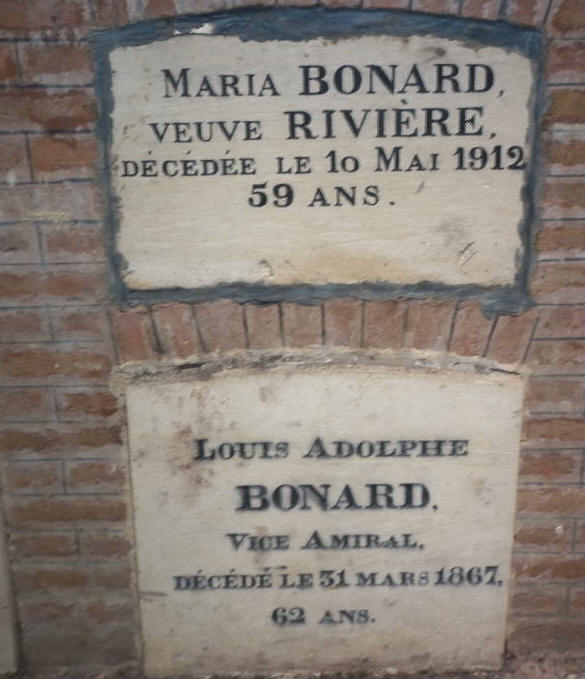 MARIA BONARD,
VEUVE RIVIÈRE,
DÉCÉDÉE LE 10 MAI 1912
59 ANS.
LOUIS ADOLPHE
BONARD,
VICE AMIRAL,
DÉCÉDÉ LE 31 MARS 1867,
62 ANS.